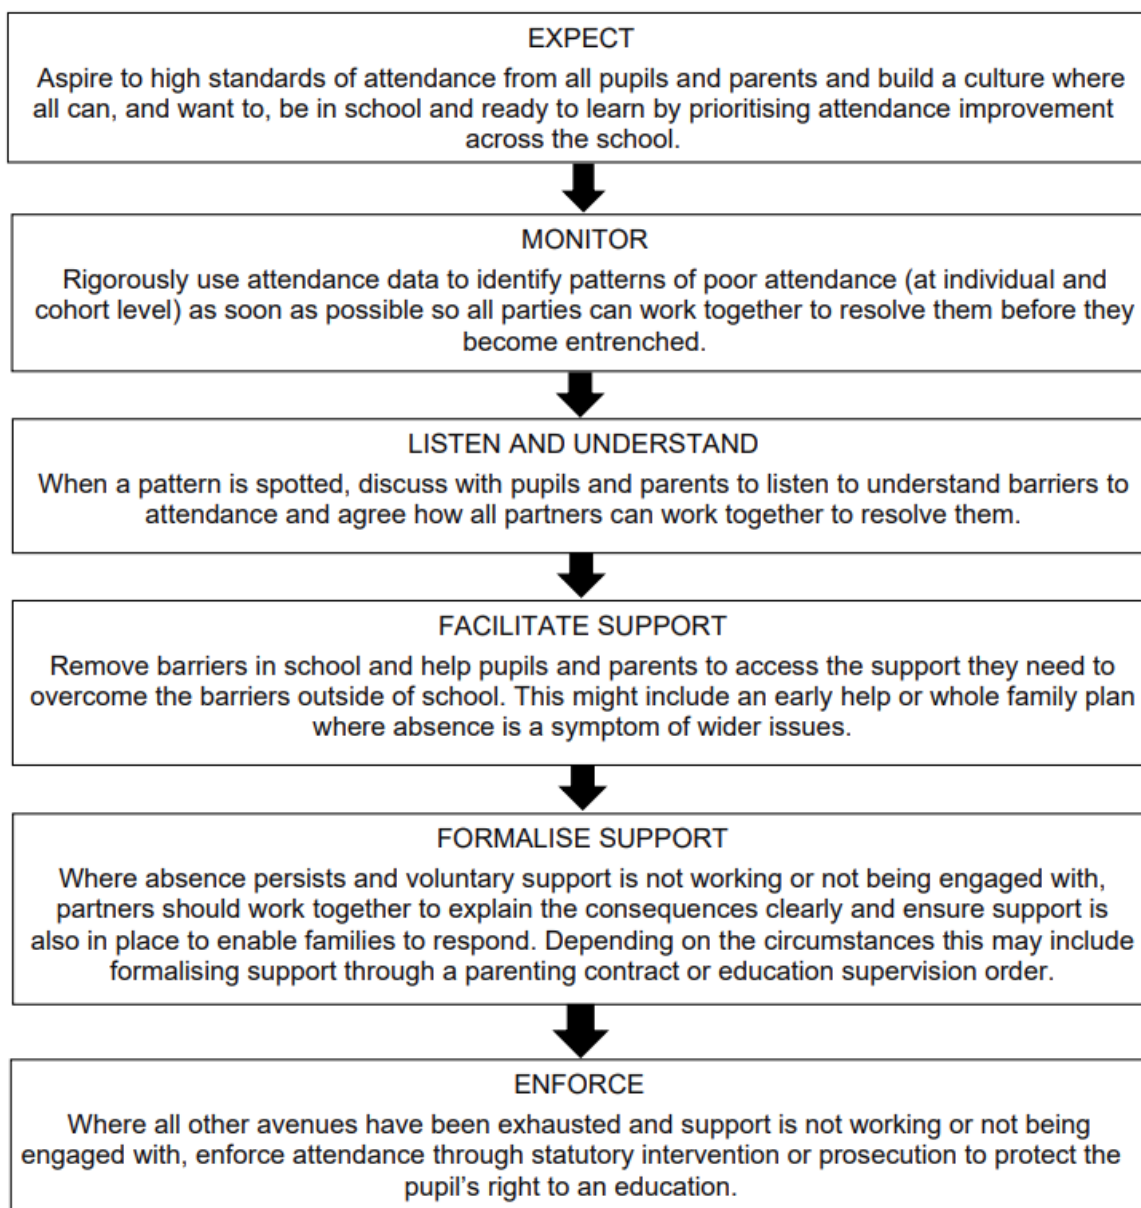 EXPECT
Aspire to high standards of attendance from all pupils and parents and build a culture where
all can, and want to, be in school and ready to learn by prioritising attendance improvement
across the school.
MONITOR
Rigorously use attendance data to identify patterns of poor attendance (at individual and
cohort level) as soon as possible so all parties can work together to resolve them before they
become entrenched.
LISTEN AND UNDERSTAND
When a pattern is spotted, discuss with pupils and parents to listen to understand barriers to
attendance and agree how all partners can work together to resolve them.
FACILITATE SUPPORT
Remove barriers in school and help pupils and parents to access the support they need to
overcome the barriers outside of school. This might include an early help or whole family plan
where absence is a symptom of wider issues.
FORMALISE SUPPORT
Where absence persists and voluntary support is not working or not being engaged with,
partners should work together to explain the consequences clearly and ensure support is
also in place to enable families to respond. Depending on the circumstances this may include
formalising support through a parenting contract or education supervision order.
ENFORCE
Where all other avenues have been exhausted and support is not working or not being
engaged with, enforce attendance through statutory intervention or prosecution to protect the
pupil's right to an education.